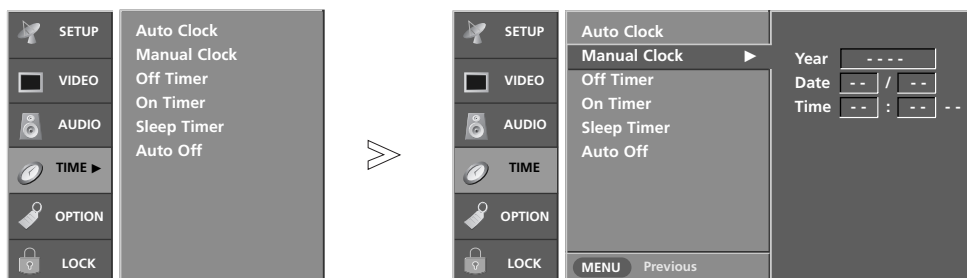 SETUP
VIDEO
AUDIO
TIME ►
OPTION
LOCK
Auto Clock
Manual Clock
Off Timer
On Timer
Sleep Timer
Auto Off
SETUP
VIDEO
AUDIO
TIME
OPTION
LOCK
Auto Clock
Manual Clock ►
Off Timer
On Timer
Sleep Timer
Auto Off
MENU Previous
Year - - - -
Date - - / - -
Time - - : - - - -